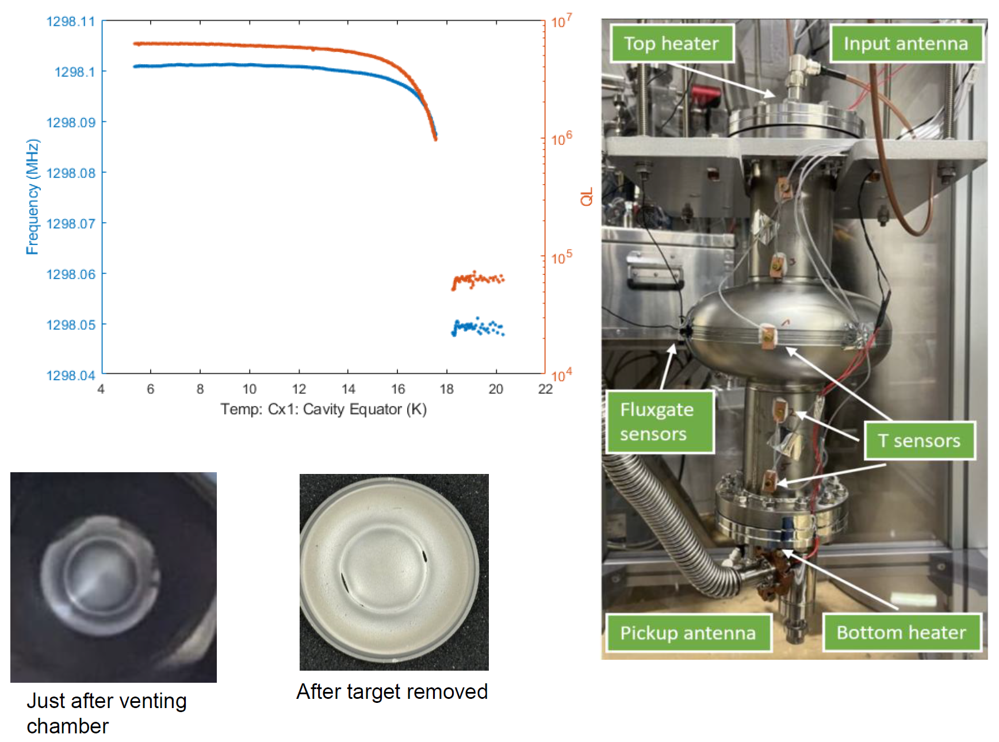 1298.11
1298.1
1298.09
1298.08
1298.07
1298.06
1298.05
1298.04
Frequency (MHz)
4 6 8 10 12 14 16 18 20 22
Temp: Cx1: Cavity Equator (K)
10^7
10^6
10^5
10^4
QL
Top heater
Input antenna
Fluxgate
sensors
T sensors
Pickup antenna
Bottom heater
Just after venting
chamber
After target removed